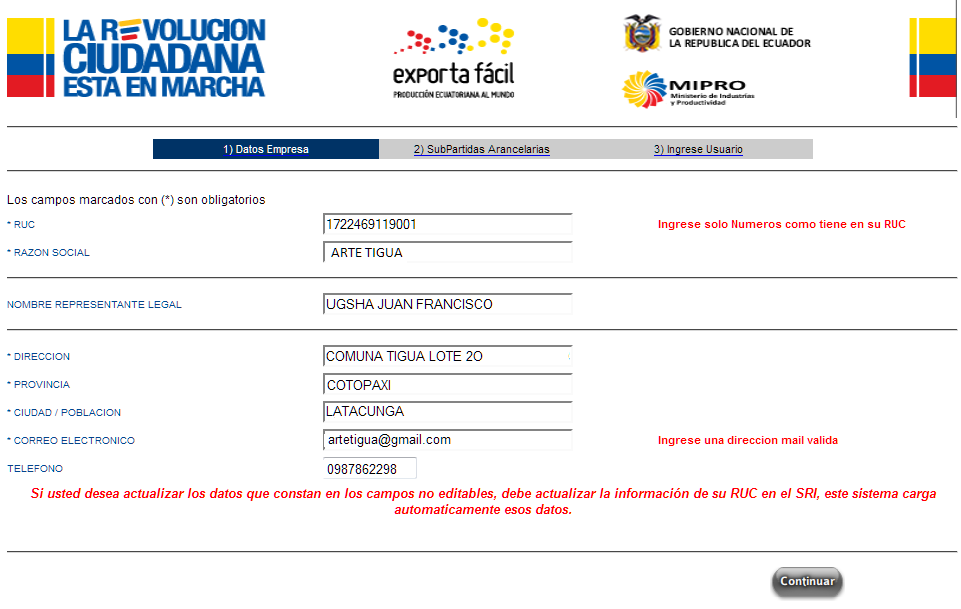 LA REVOLUCION
CIUDADANA
ESTA EN MARCHA
exporta fácil
PRODUCCIÓN ECUATORIANA AL MUNDO
GOBIERNO NACIONAL DE
LA REPUBLICA DEL ECUADOR
MIPRO
Ministerio de Industrias
y Productividad
1) Datos Empresa 2) SubPartidas Arancelarias 3) Ingrese Usuario
Los campos marcados con (*) son obligatorios
* RUC 1722469119001 Ingrese solo Numeros como tiene en su RUC
* RAZON SOCIAL ARTE TIGUA
NOMBRE REPRESENTANTE LEGAL UGSHA JUAN FRANCISCO
* DIRECCION COMUNA TIGUA LOTE 2O
* PROVINCIA COTOPAXI
* CIUDAD / POBLACION LATACUNGA
* CORREO ELECTRONICO artetigua@gmail.com Ingrese una direccion mail valida
TELEFONO 0987862298
Si usted desea actualizar los datos que constan en los campos no editables, debe actualizar la información de su RUC en el SRI, este sistema carga
automaticamente esos datos.
Continuar